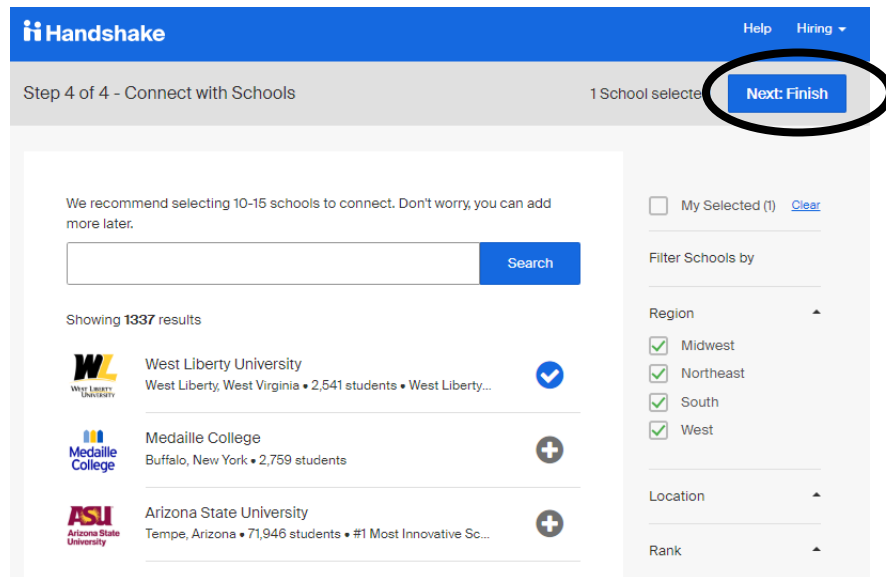 Handshake
Help Hiring
Step 4 of 4 - Connect with Schools
1 School selecte
Next: Finish
We recommend selecting 10-15 schools to connect. Don't worry, you can add
more later.
Search
Showing 1337 results
WL
WEST LIBERTY
UNIVERSITY
West Liberty University
West Liberty, West Virginia • 2,541 students • West Liberty...
Medaille
College
Medaille College
Buffalo, New York • 2,759 students
ASU
Arizona State
University
Arizona State University
Tempe, Arizona • 71,946 students • #1 Most Innovative Sc...
My Selected (1) Clear
Filter Schools by
Region
Midwest
Northeast
South
West
Location
Rank